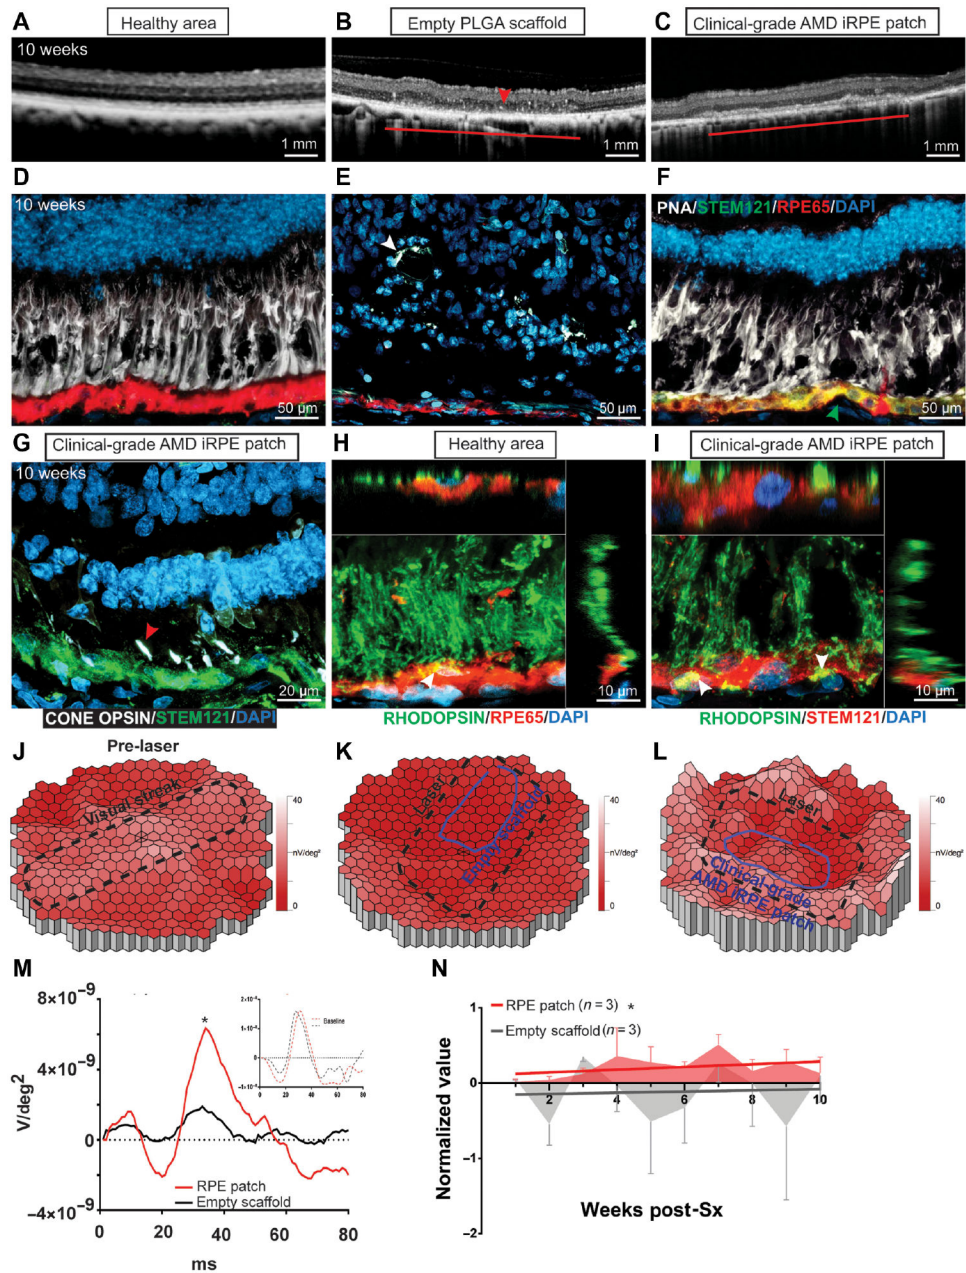 A
Healthy area
B
Empty PLGA scaffold
C
Clinical-grade AMD iRPE patch
10 weeks
1 mm
1 mm
1 mm
D
10 weeks
50 µm
E
50 µm
F
PNA/STEM121/RPE65/DAPI
50 µm
G
Clinical-grade AMD iRPE patch
10 weeks
20 µm
CONE OPSIN/STEM121/DAPI
H
Healthy area
10 µm
RHODOPSIN/RPE65/DAPI
I
Clinical-grade AMD iRPE patch
10 µm
RHODOPSIN/STEM121/DAPI
J
Pre-laser
Visual streak
40
nV/deg²
0
K
Laser
Empty scaffold
40
nV/deg²
0
L
Laser
Clinical-grade
AMD iRPE patch
40
nV/deg²
0
M
8×10⁻⁹
4×10⁻⁹
0
−4×10⁻⁹
V/deg2
*
Baseline
0
20
40
60
80
RPE patch
Empty scaffold
0
20
40
60
80
ms
N
RPE patch (n = 3) *
Empty scaffold (n = 3)
1
0
−1
−2
Normalized value
2
4
6
8
10
Weeks post-Sx